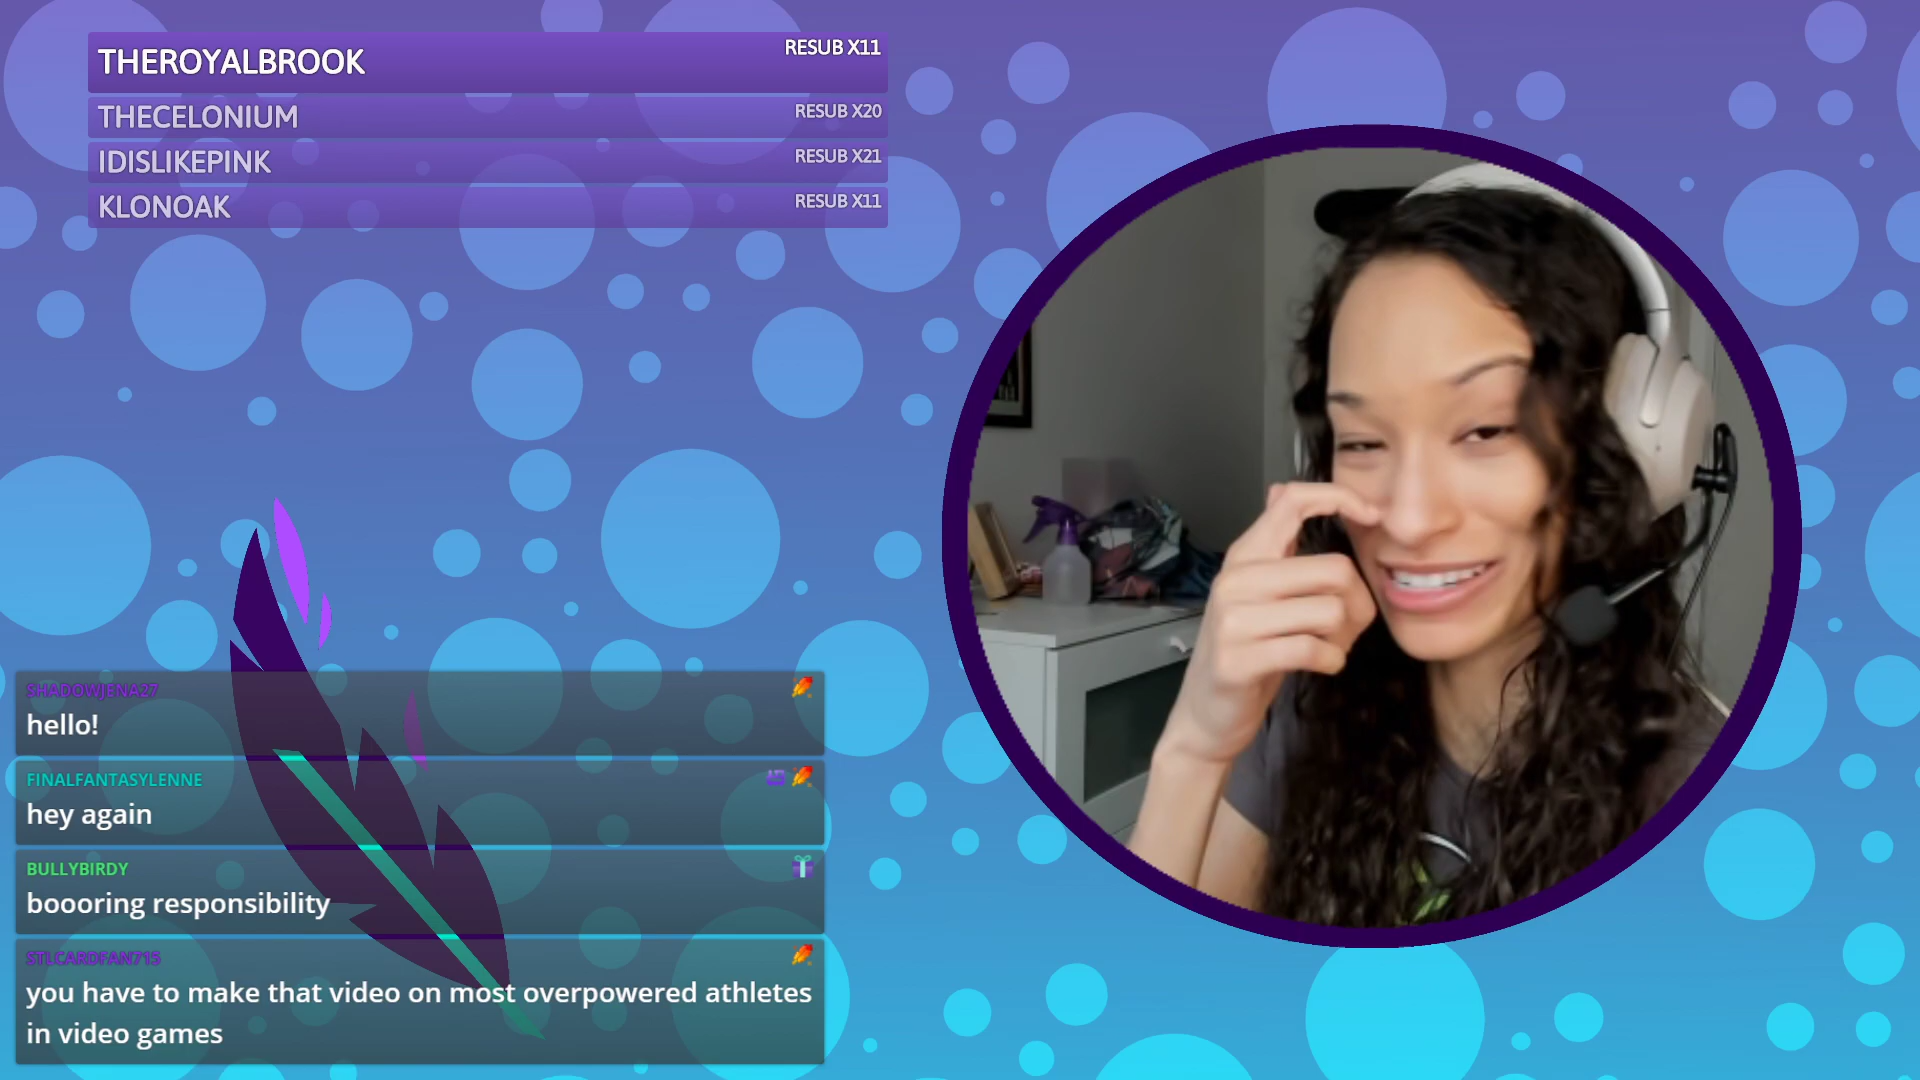 THEROYALBROOK RESUB X11
THECELONIUM RESUB X20
IDISLIKEPINK RESUB X21
KLONOAK RESUB X11
SHADOWJENA27
hello!
FINALFANTASYLENNE
hey again
BULLYBIRDY
boooring responsibility
STLCARDFAN715
you have to make that video on most overpowered athletes
in video games